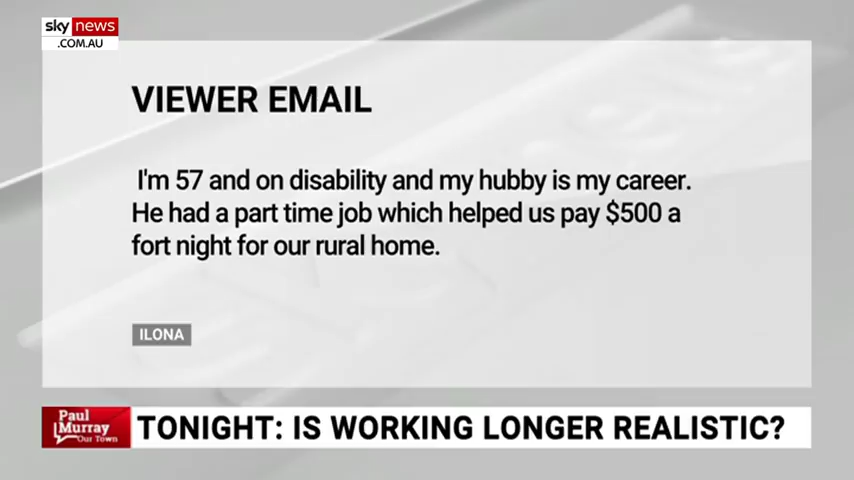 sky news
.COM.AU
VIEWER EMAIL
I'm 57 and on disability and my hubby is my career.
He had a part time job which helped us pay $500 a
fort night for our rural home.
ILONA
Paul
Murray
Our Town
TONIGHT: IS WORKING LONGER REALISTIC?